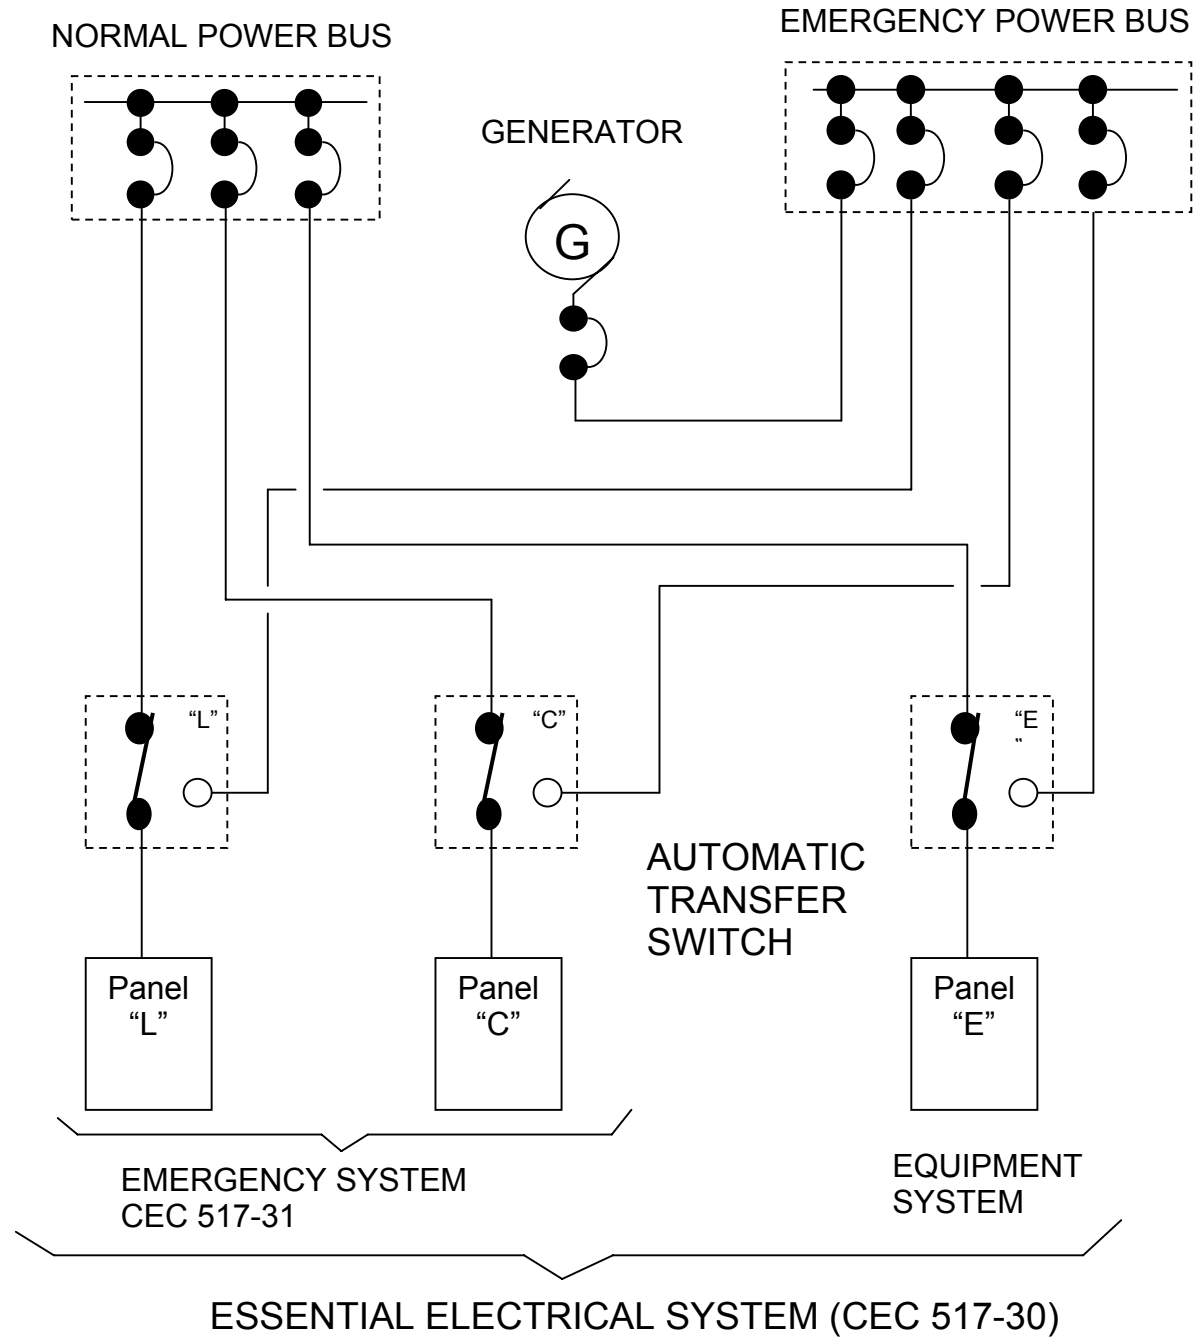 NORMAL POWER BUS
EMERGENCY POWER BUS
GENERATOR
G
“L”
“C”
“E
”
AUTOMATIC
TRANSFER
SWITCH
Panel
“L”
Panel
“C”
Panel
“E”
EMERGENCY SYSTEM
CEC 517-31
EQUIPMENT
SYSTEM
ESSENTIAL ELECTRICAL SYSTEM (CEC 517-30)